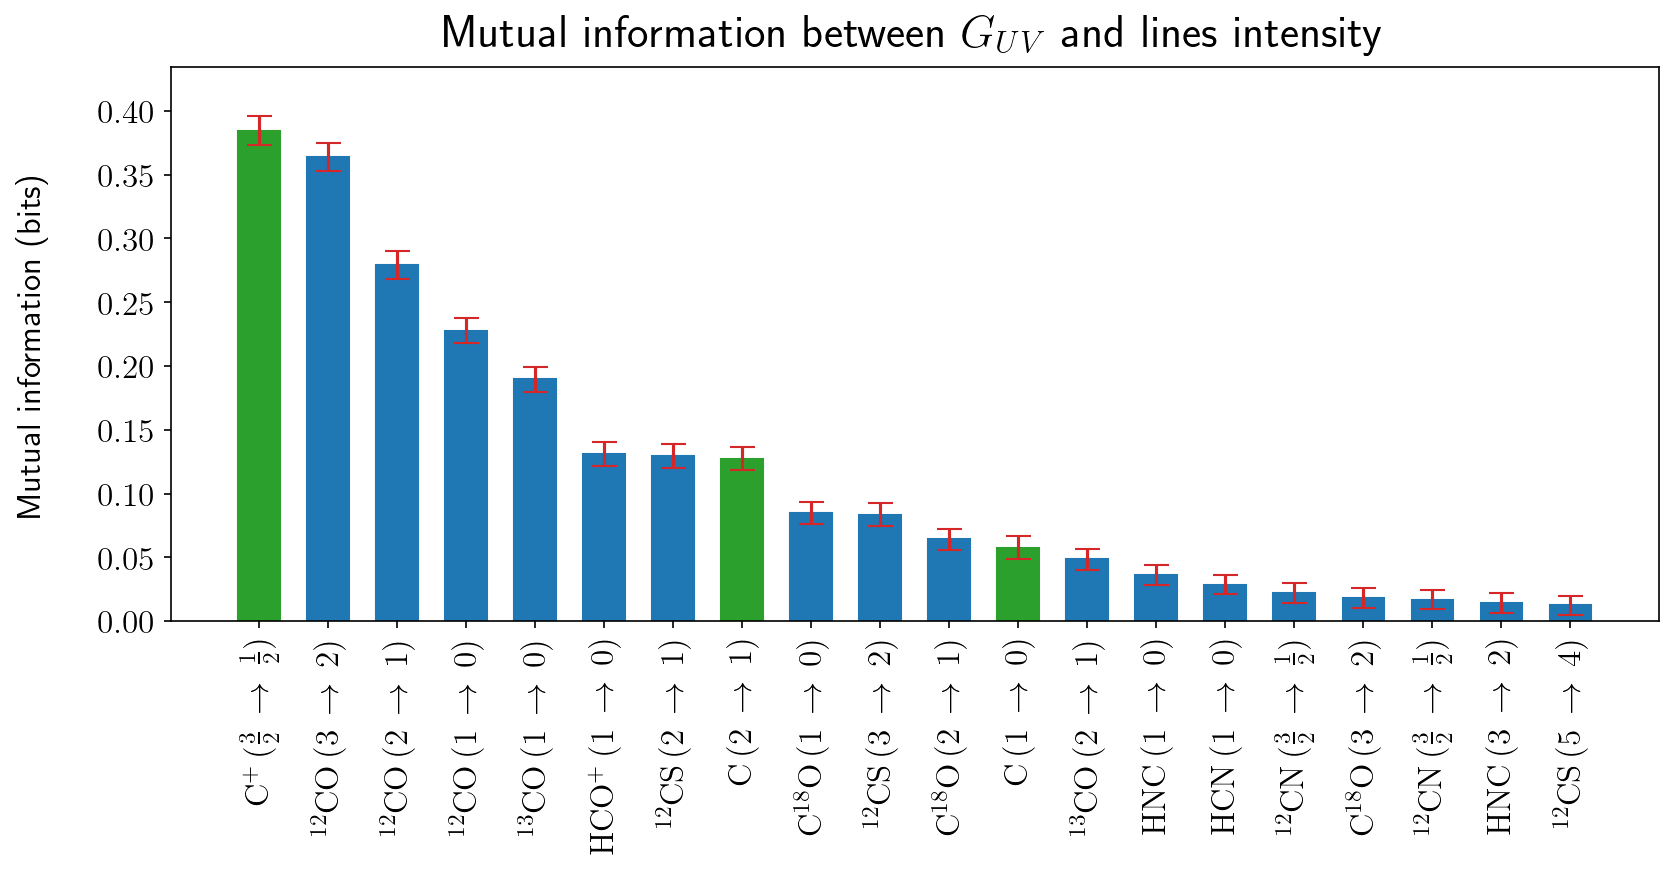 Mutual information between G_{UV} and lines intensity
Mutual information (bits)
0.40
0.35
0.30
0.25
0.20
0.15
0.10
0.05
0.00
C⁺ (3/2 → 1/2)
¹²CO (3 → 2)
¹²CO (2 → 1)
¹²CO (1 → 0)
¹³CO (1 → 0)
HCO⁺ (1 → 0)
¹²CS (2 → 1)
C (2 → 1)
C¹⁸O (1 → 0)
¹²CS (3 → 2)
C¹⁸O (2 → 1)
C (1 → 0)
¹³CO (2 → 1)
HNC (1 → 0)
HCN (1 → 0)
¹²CN (3/2 → 1/2)
C¹⁸O (3 → 2)
¹²CN (3/2 → 1/2)
HNC (3 → 2)
¹²CS (5 → 4)